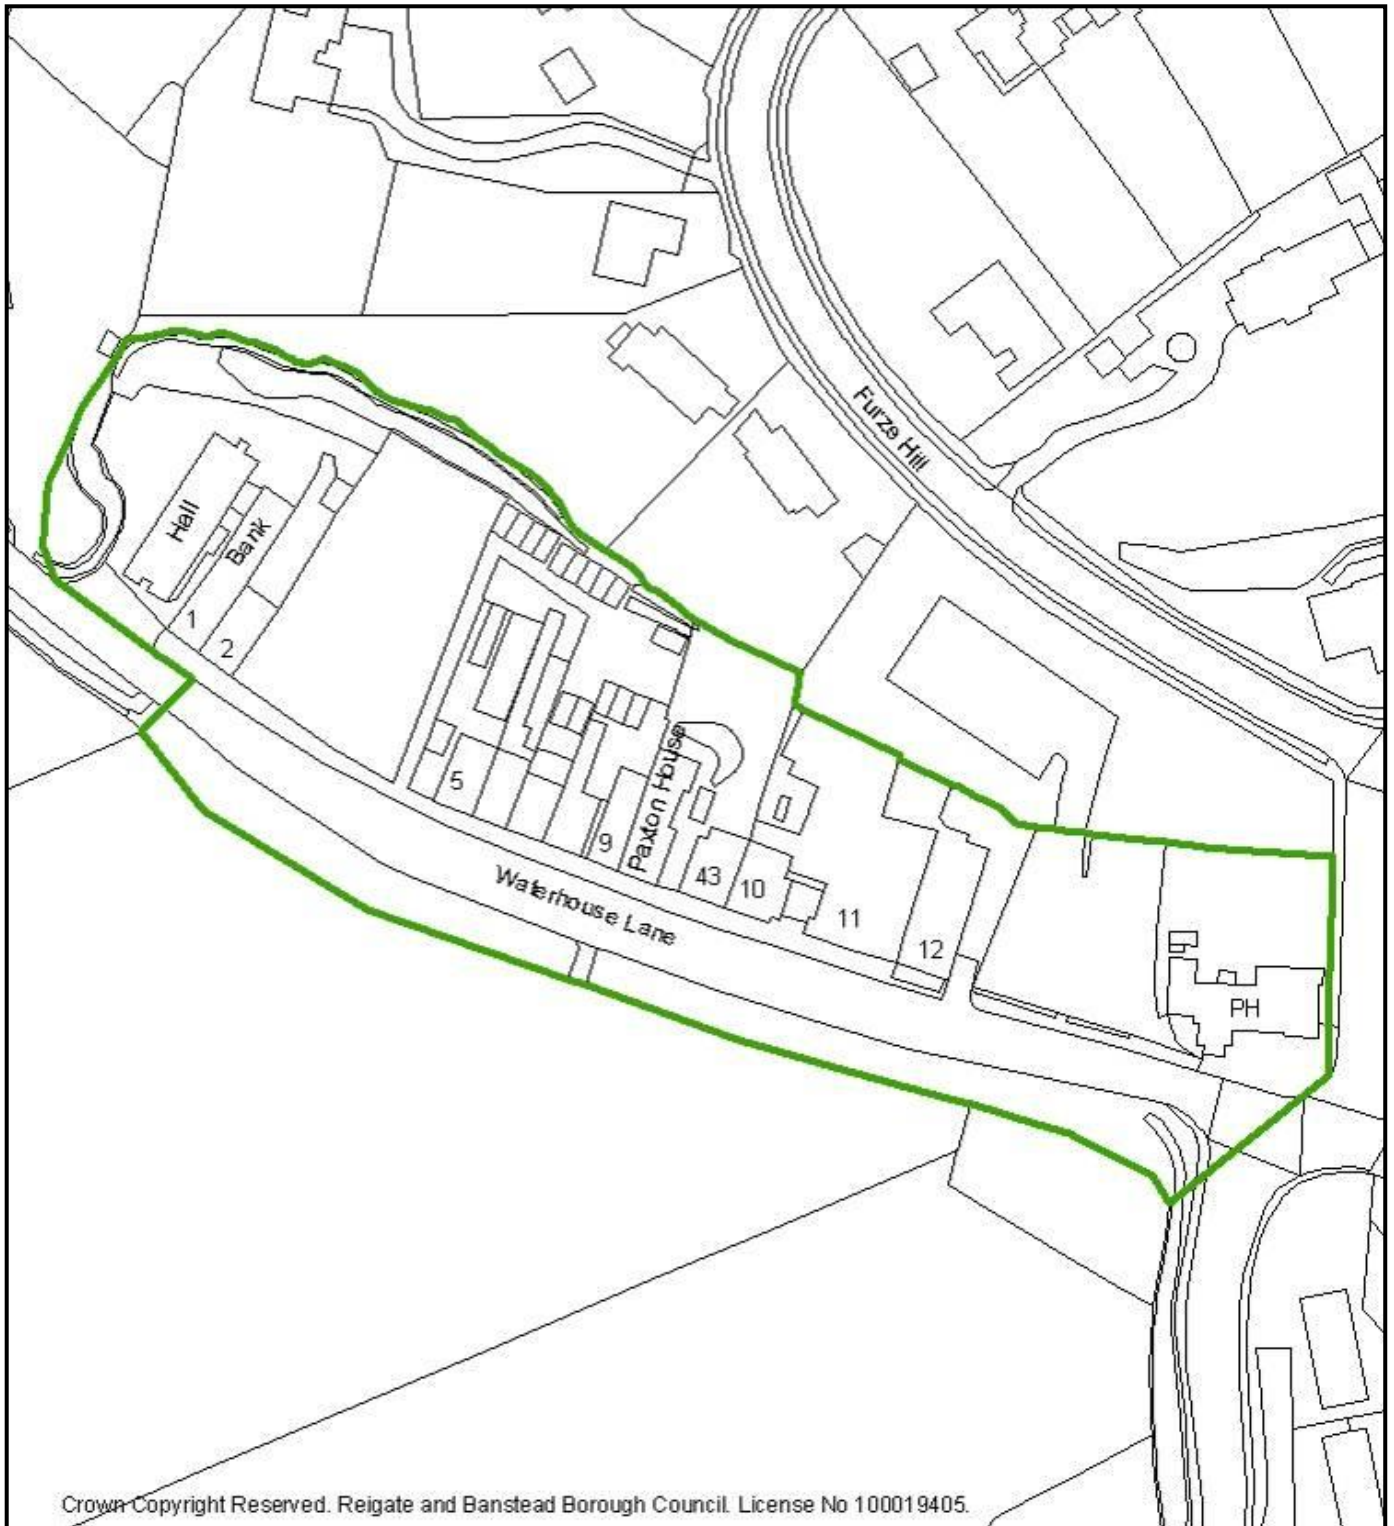 Furze Hill
Hall
Bank
1
2
5
Paxton House
9
43
10
11
12
Waterhouse Lane
PH
Crown Copyright Reserved. Reigate and Banstead Borough Council. License No 100019405.